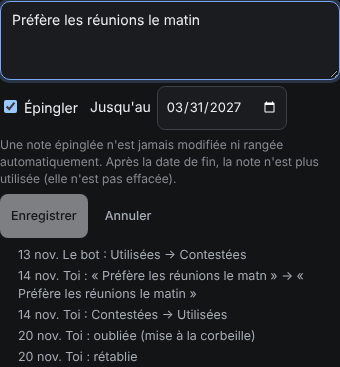 Préfère les réunions le matin
Épingler Jusqu'au 03/31/2027
Une note épinglée n'est jamais modifiée ni rangée
automatiquement. Après la date de fin, la note n'est plus
utilisée (elle n'est pas effacée).
Enregistrer Annuler
13 nov. Le bot : Utilisées → Contestées
14 nov. Toi : « Préfère les réunions le matn » → «
Préfère les réunions le matin »
14 nov. Toi : Contestées → Utilisées
20 nov. Toi : oubliée (mise à la corbeille)
20 nov. Toi : rétablie